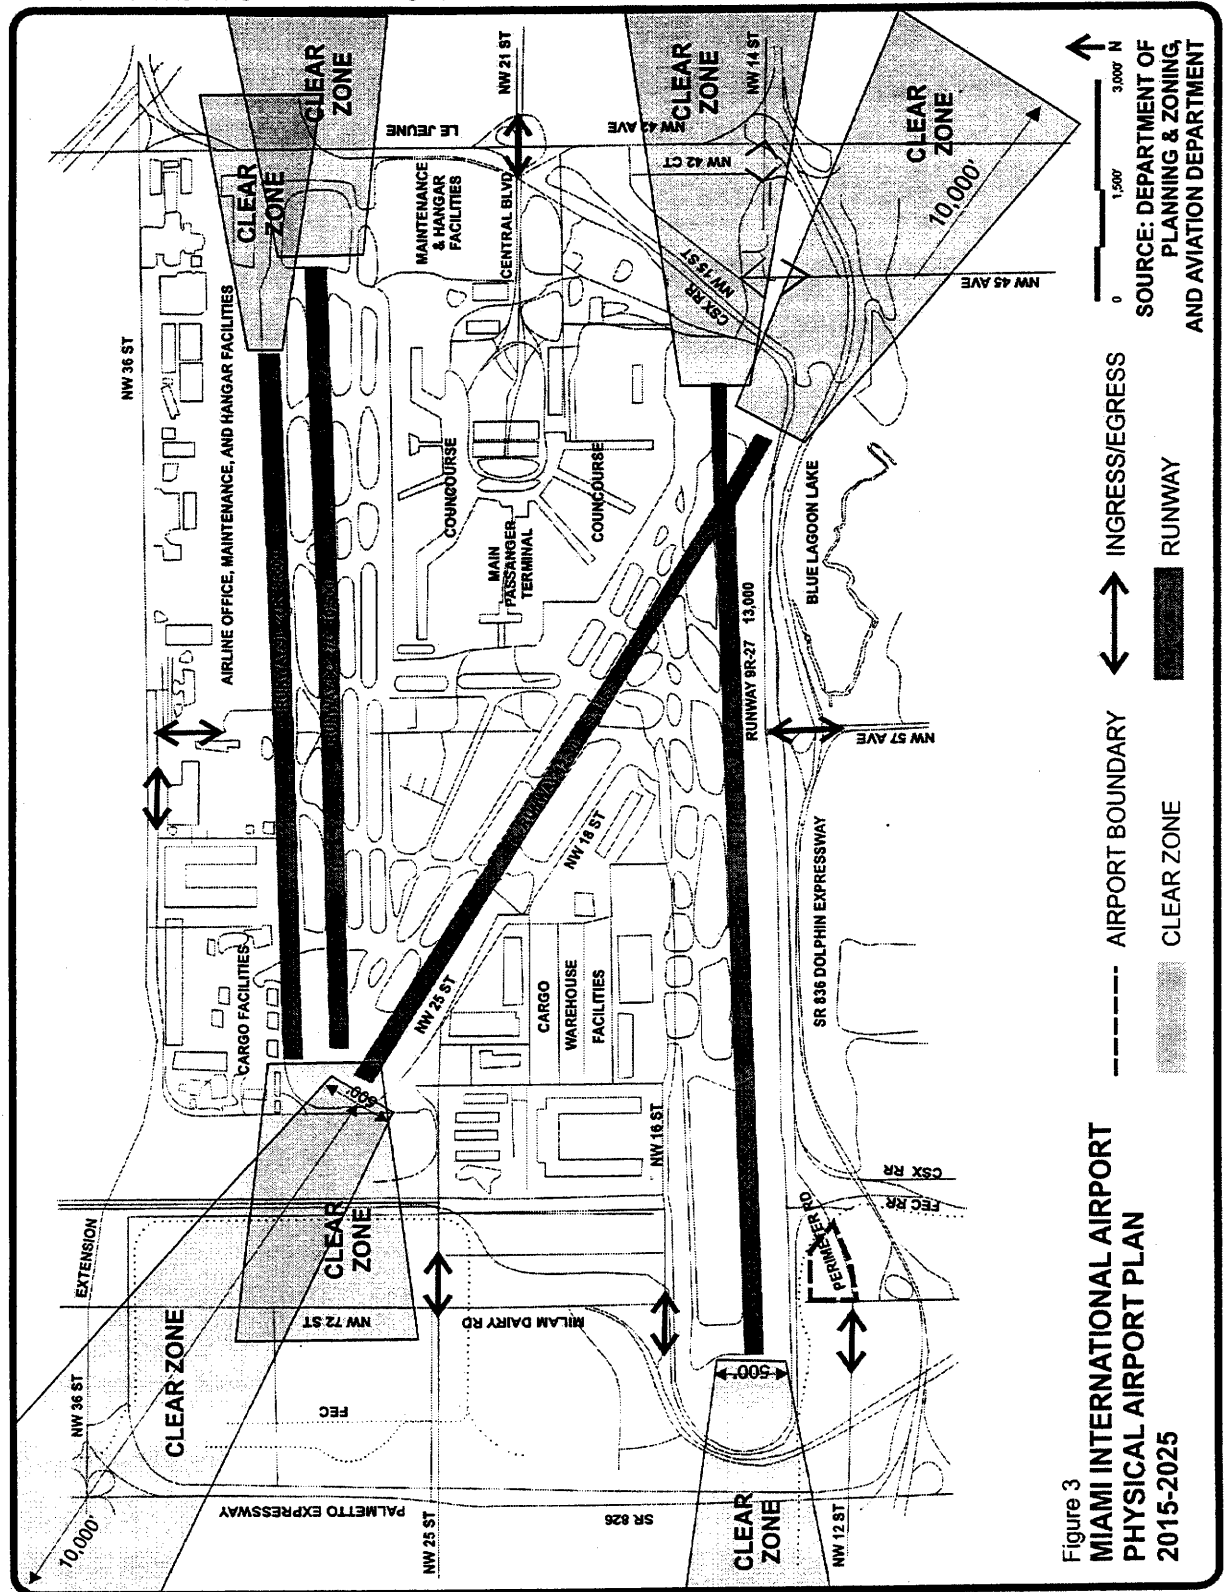 NW 36 ST
EXTENSION
NW 36 ST
10,000'
CLEAR ZONE
CLEAR
ZONE
NW 72 ST
500'
CARGO FACILITIES
AIRLINE OFFICE, MAINTENANCE, AND HANGAR FACILITIES
CLEAR
ZONE
CLEAR
ZONE
LE JEUNE
MAINTENANCE
& HANGAR
FACILITIES
NW 21 ST
CENTRAL BLVD
COUNCOURSE
MAIN
PASSANGER
TERMINAL
COUNCOURSE
PALMETTO EXPRESSWAY
FEC
NW 25 ST
MILAM DAIRY RD
NW 25 ST
CARGO
WAREHOUSE
FACILITIES
NW 18 ST
NW 16 ST
NW 42 AVE
NW 42 CT
CLEAR
ZONE
NW 14 ST
CSX RR
NW 15 ST
NW 45 AVE
CLEAR
ZONE
10,000'
SR 826
CLEAR
ZONE
500'
NW 12 ST
PERIMETER RD
FEC RR
CSX RR
RUNWAY 9R-27 13,000
SR 836 DOLPHIN EXPRESSWAY
NW 57 AVE
BLUE LAGOON LAKE
Figure 3
MIAMI INTERNATIONAL AIRPORT
PHYSICAL AIRPORT PLAN
2015-2025
AIRPORT BOUNDARY
CLEAR ZONE
INGRESS/EGRESS
RUNWAY
0 1,500' 3,000' N
SOURCE: DEPARTMENT OF
PLANNING & ZONING,
AND AVIATION DEPARTMENT